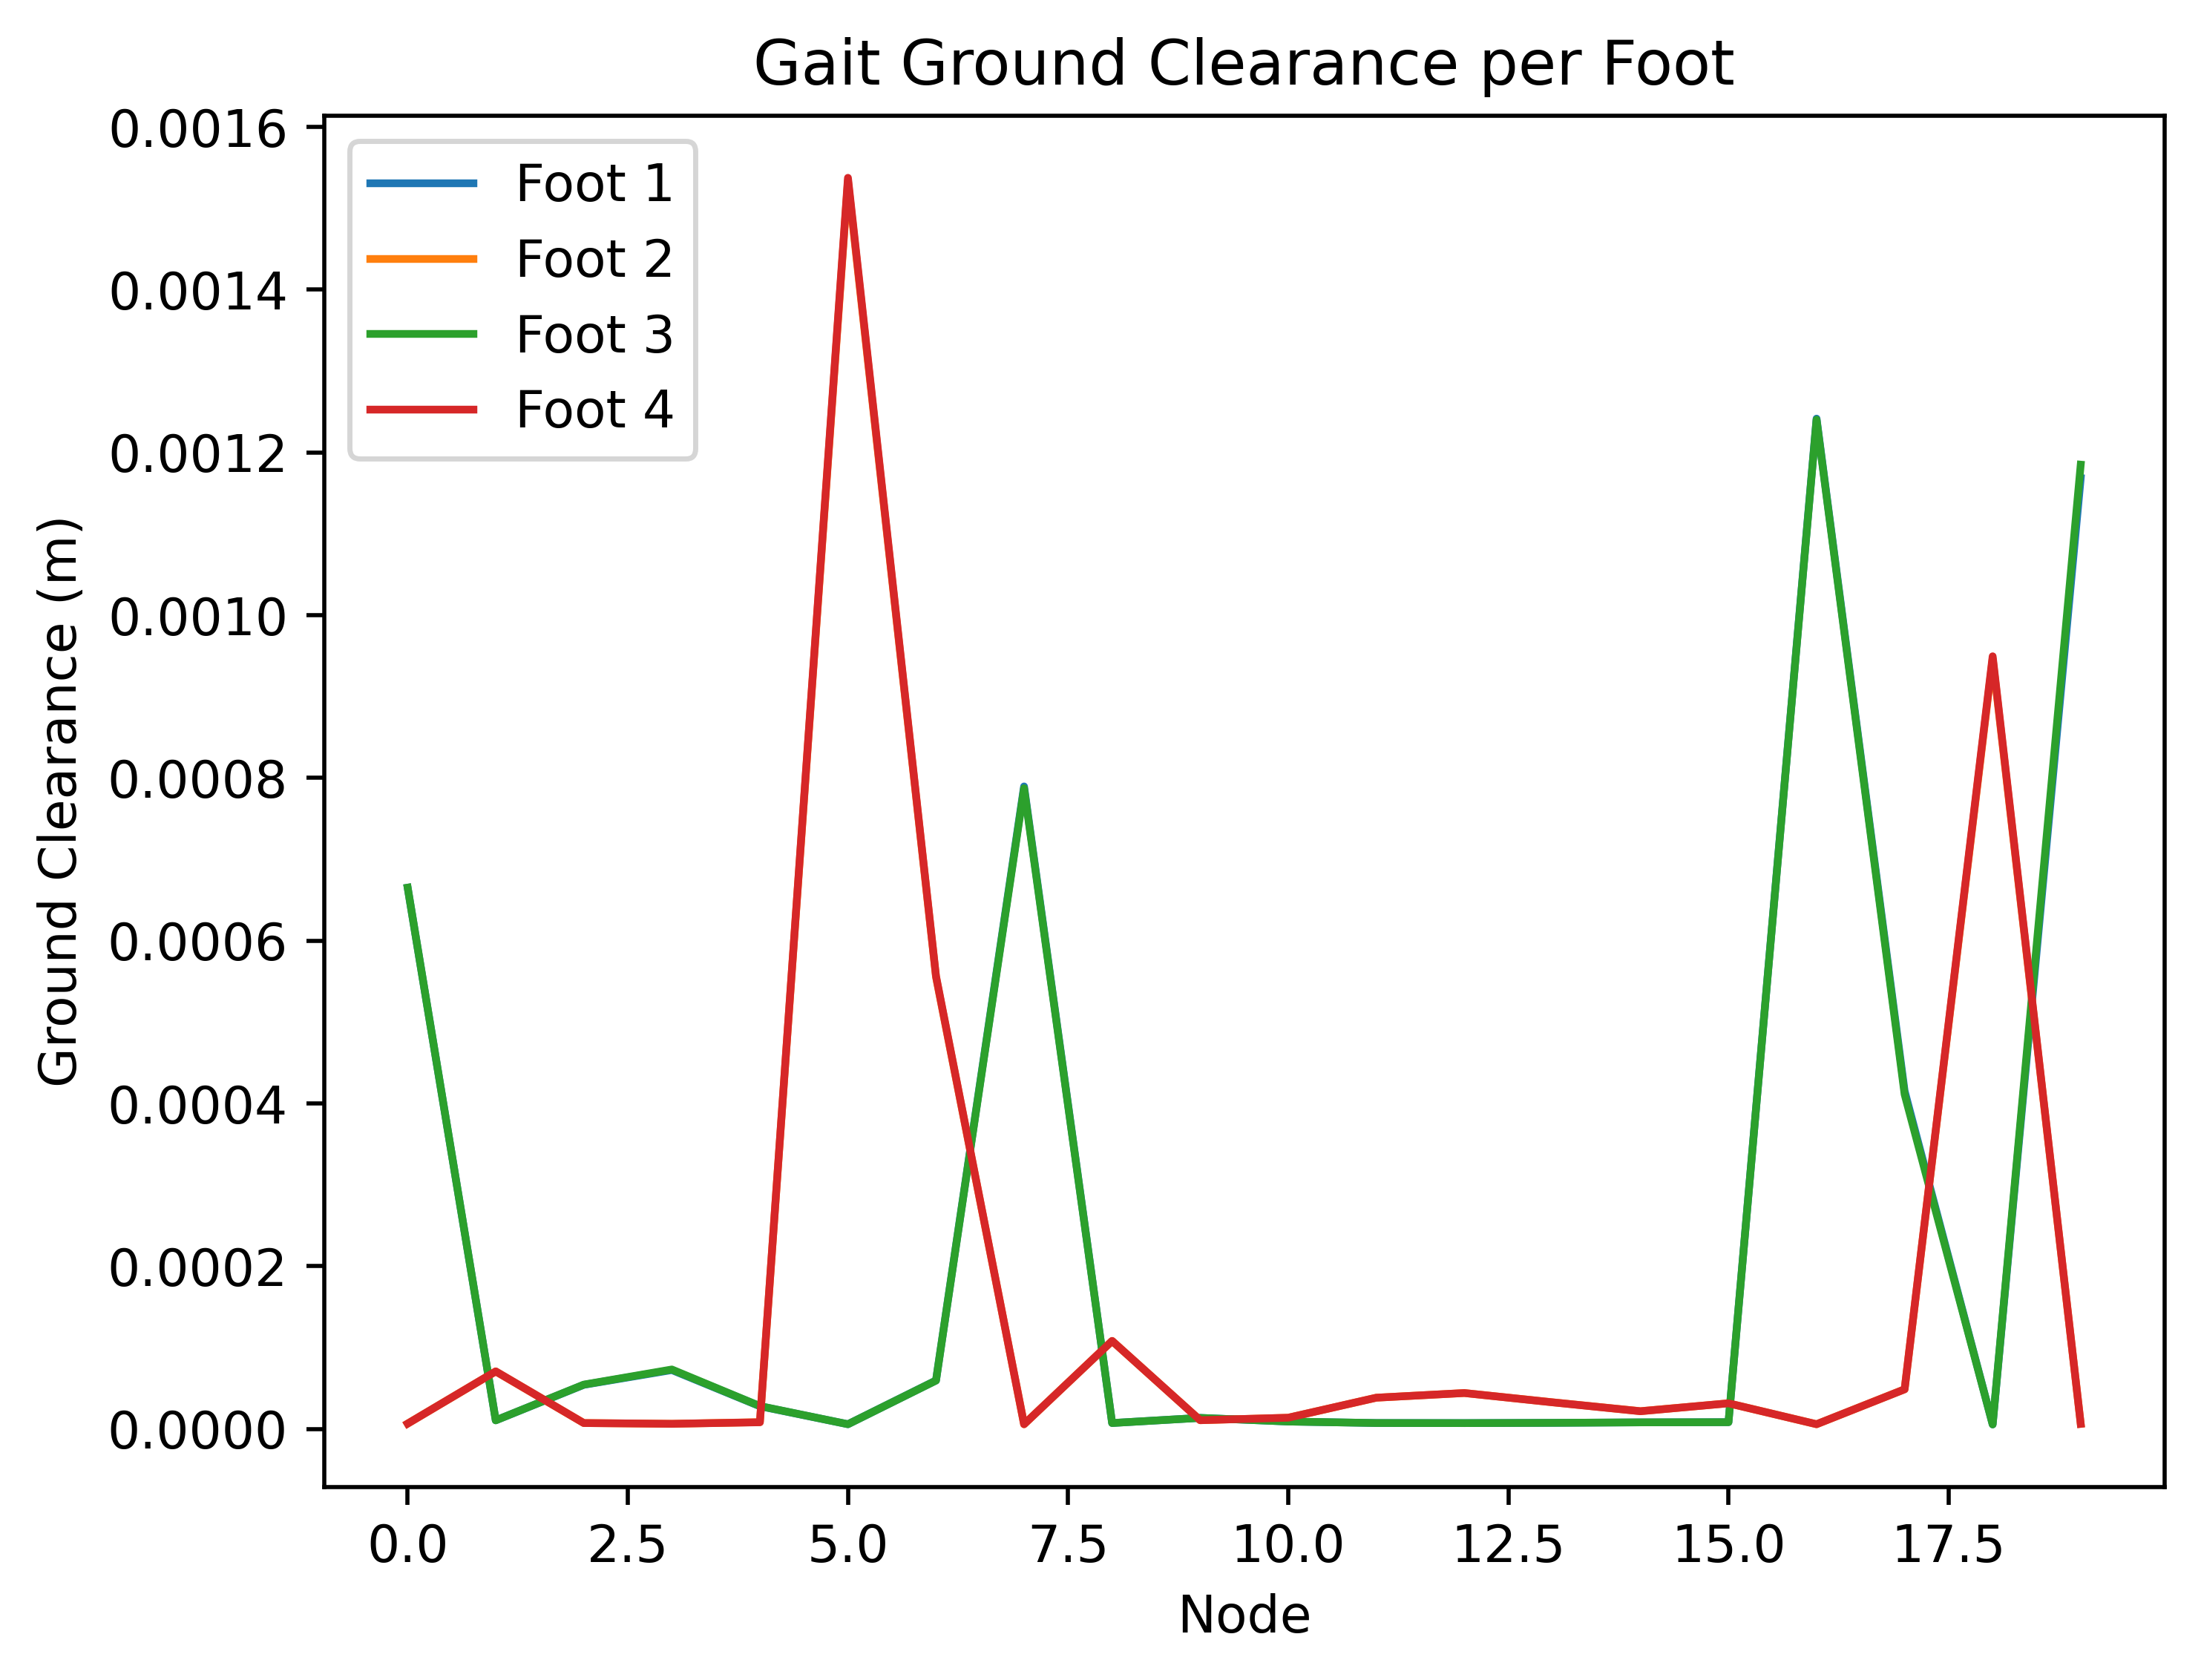 Gait Ground Clearance per Foot
0.0016
0.0014
0.0012
0.0010
0.0008
0.0006
0.0004
0.0002
0.0000
Ground Clearance (m)
Foot 1
Foot 2
Foot 3
Foot 4
0.0 2.5 5.0 7.5 10.0 12.5 15.0 17.5
Node